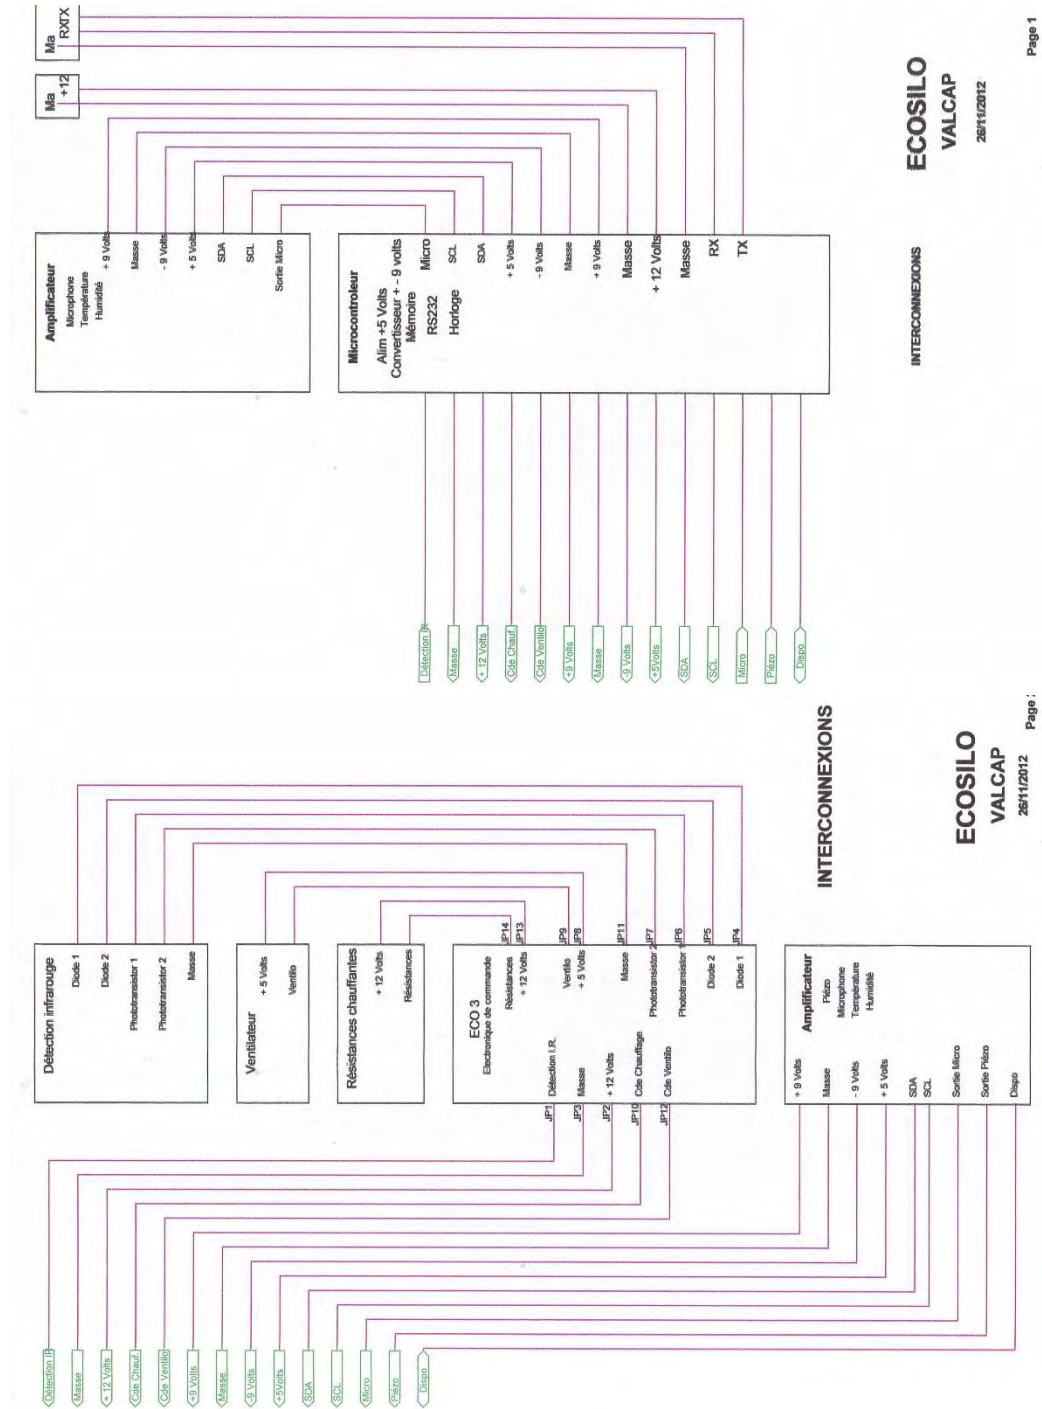 Ma
RXTX
Ma
+12
Amplificateur
Microphone
Température
Humidité
+ 9 Volts
Masse
- 9 Volts
+ 5 Volts
SDA
SCL
Sortie Micro
Microcontroleur
Alim +5 Volts
Convertisseur + - 9 volts
Mémoire
RS232
Horloge
Micro
SCL
SDA
+ 5 Volts
- 9 Volts
Masse
+ 9 Volts
Masse
+ 12 Volts
Masse
RX
TX
Détection IR
Masse
+ 12 Volts
Cde Chauf.
Cde Ventilo
+9 Volts
Masse
-9 Volts
+5Volts
SDA
SCL
Micro
Piézo
Dispo
INTERCONNEXIONS
ECOSILO
VALCAP
26/11/2012
Page 1
Détection infrarouge
Diode 1
Diode 2
Phototransistor 1
Phototransistor 2
Masse
Ventilateur
+ 5 Volts
Ventilo
Résistances chauffantes
+ 12 Volts
Résistances
ECO 3
Electronique de commande
JP14
Résistances
JP13
+ 12 Volts
JP9
Ventilo
JP8
+ 5 Volts
JP11
Masse
JP7
Phototransistor 2
JP6
Phototransistor 1
JP5
Diode 2
JP4
Diode 1
JP1
Détection I.R.
JP3
Masse
JP2
+ 12 Volts
JP10
Cde Chauffage
JP12
Cde Ventilo
Amplificateur
Piézo
Microphone
Température
Humidité
+ 9 Volts
Masse
- 9 Volts
+ 5 Volts
SDA
SCL
Sortie Micro
Sortie Piézo
Dispo
Détection IR
Masse
+ 12 Volts
Cde Chauf.
Cde Ventilo
+9 Volts
Masse
-9 Volts
+5Volts
SDA
SCL
Micro
Piézo
Dispo
INTERCONNEXIONS
ECOSILO
VALCAP
26/11/2012
Page